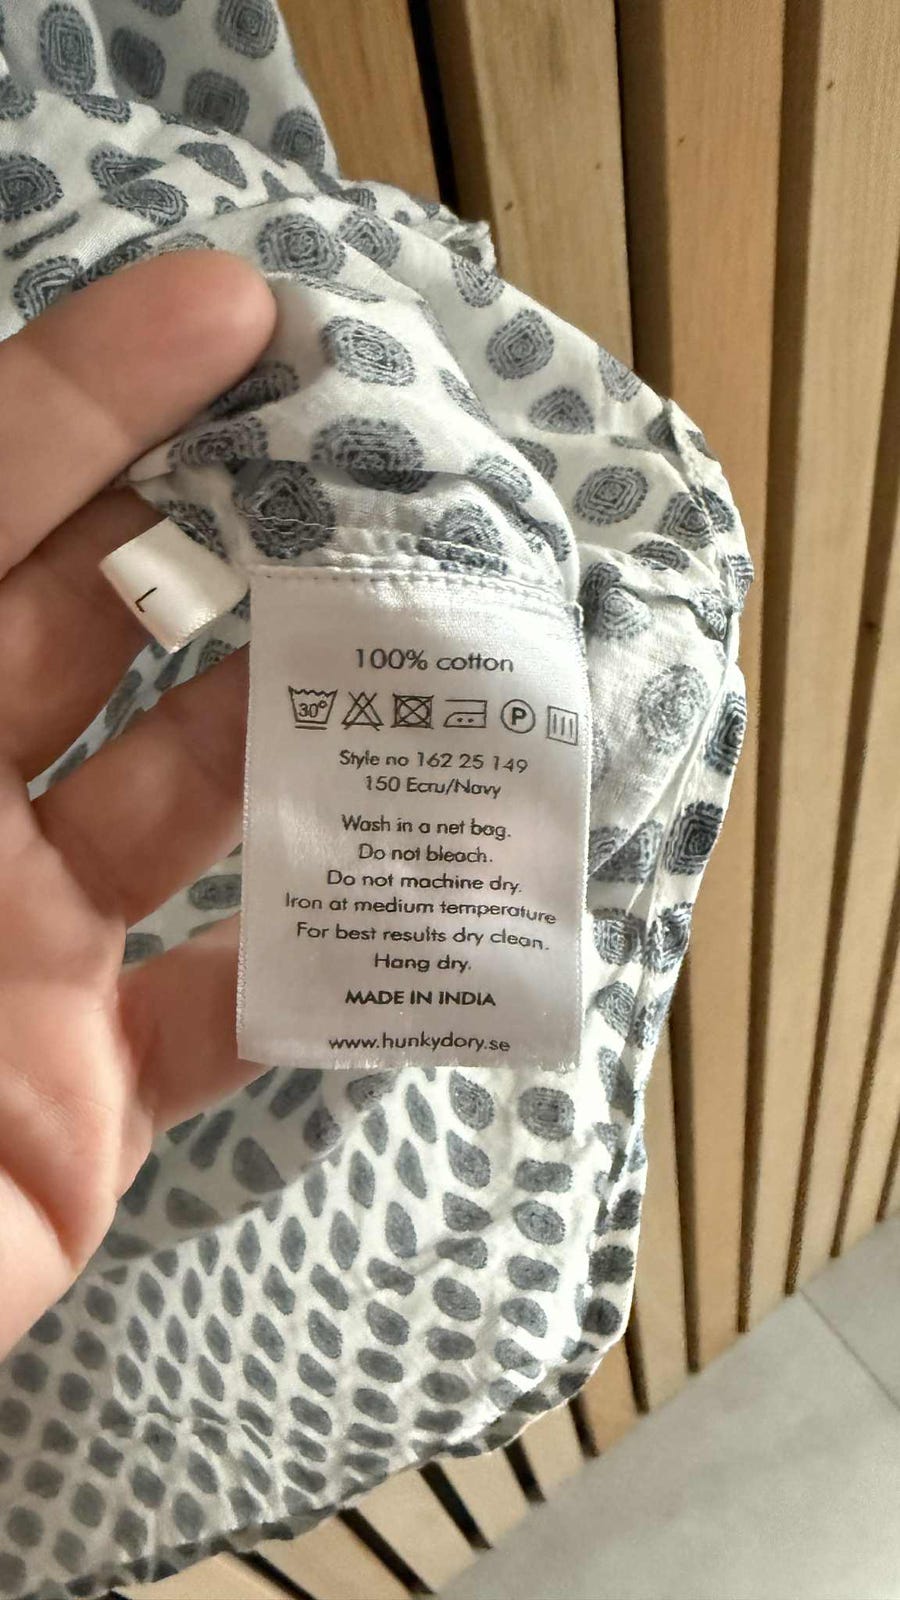 L
100% cotton
30° P
Style no 162 25 149
150 Ecru/Navy
Wash in a net bag.
Do not bleach.
Do not machine dry.
Iron at medium temperature
For best results dry clean.
Hang dry.
MADE IN INDIA
www.hunkydory.se